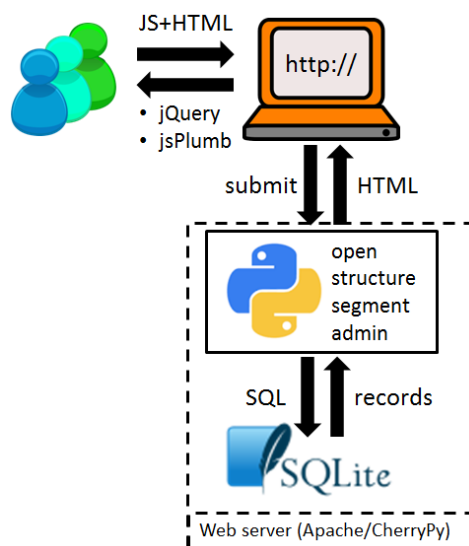 JS+HTML
http://
• jQuery
• jsPlumb
submit
HTML
open
structure
segment
admin
SQL
records
SQLite
Web server (Apache/CherryPy)